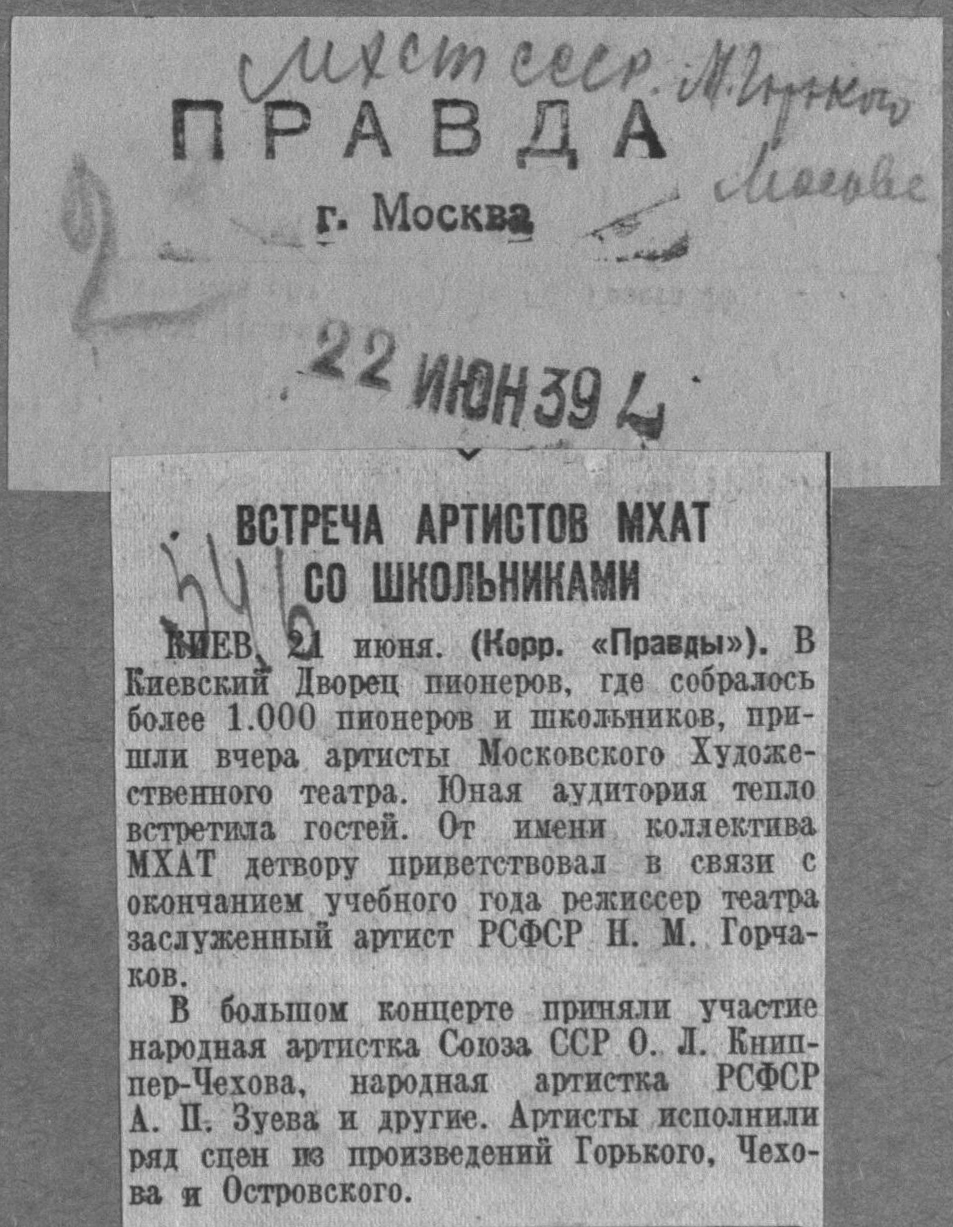 МХАТ СССР. М. Горького
ПРАВДА
Москве
г. Москва
2
22 ИЮН 39 L
ВСТРЕЧА АРТИСТОВ МХАТ
СО ШКОЛЬНИКАМИ
546
КИЕВ, 21 июня. (Корр. «Правды»). В
Киевский Дворец пионеров, где собралось
более 1.000 пионеров и школьников, при-
шли вчера артисты Московского Художе-
ственного театра. Юная аудитория тепло
встретила гостей. От имени коллектива
МХАТ детвору приветствовал в связи с
окончанием учебного года режиссер театра
заслуженный артист РСФСР Н. М. Горча-
ков.
В большом концерте приняли участие
народная артистка Союза ССР О. Л. Книп-
пер-Чехова, народная артистка РСФСР
А. П. Зуева и другие. Артисты исполнили
ряд сцен из произведений Горького, Чехо-
ва и Островского.